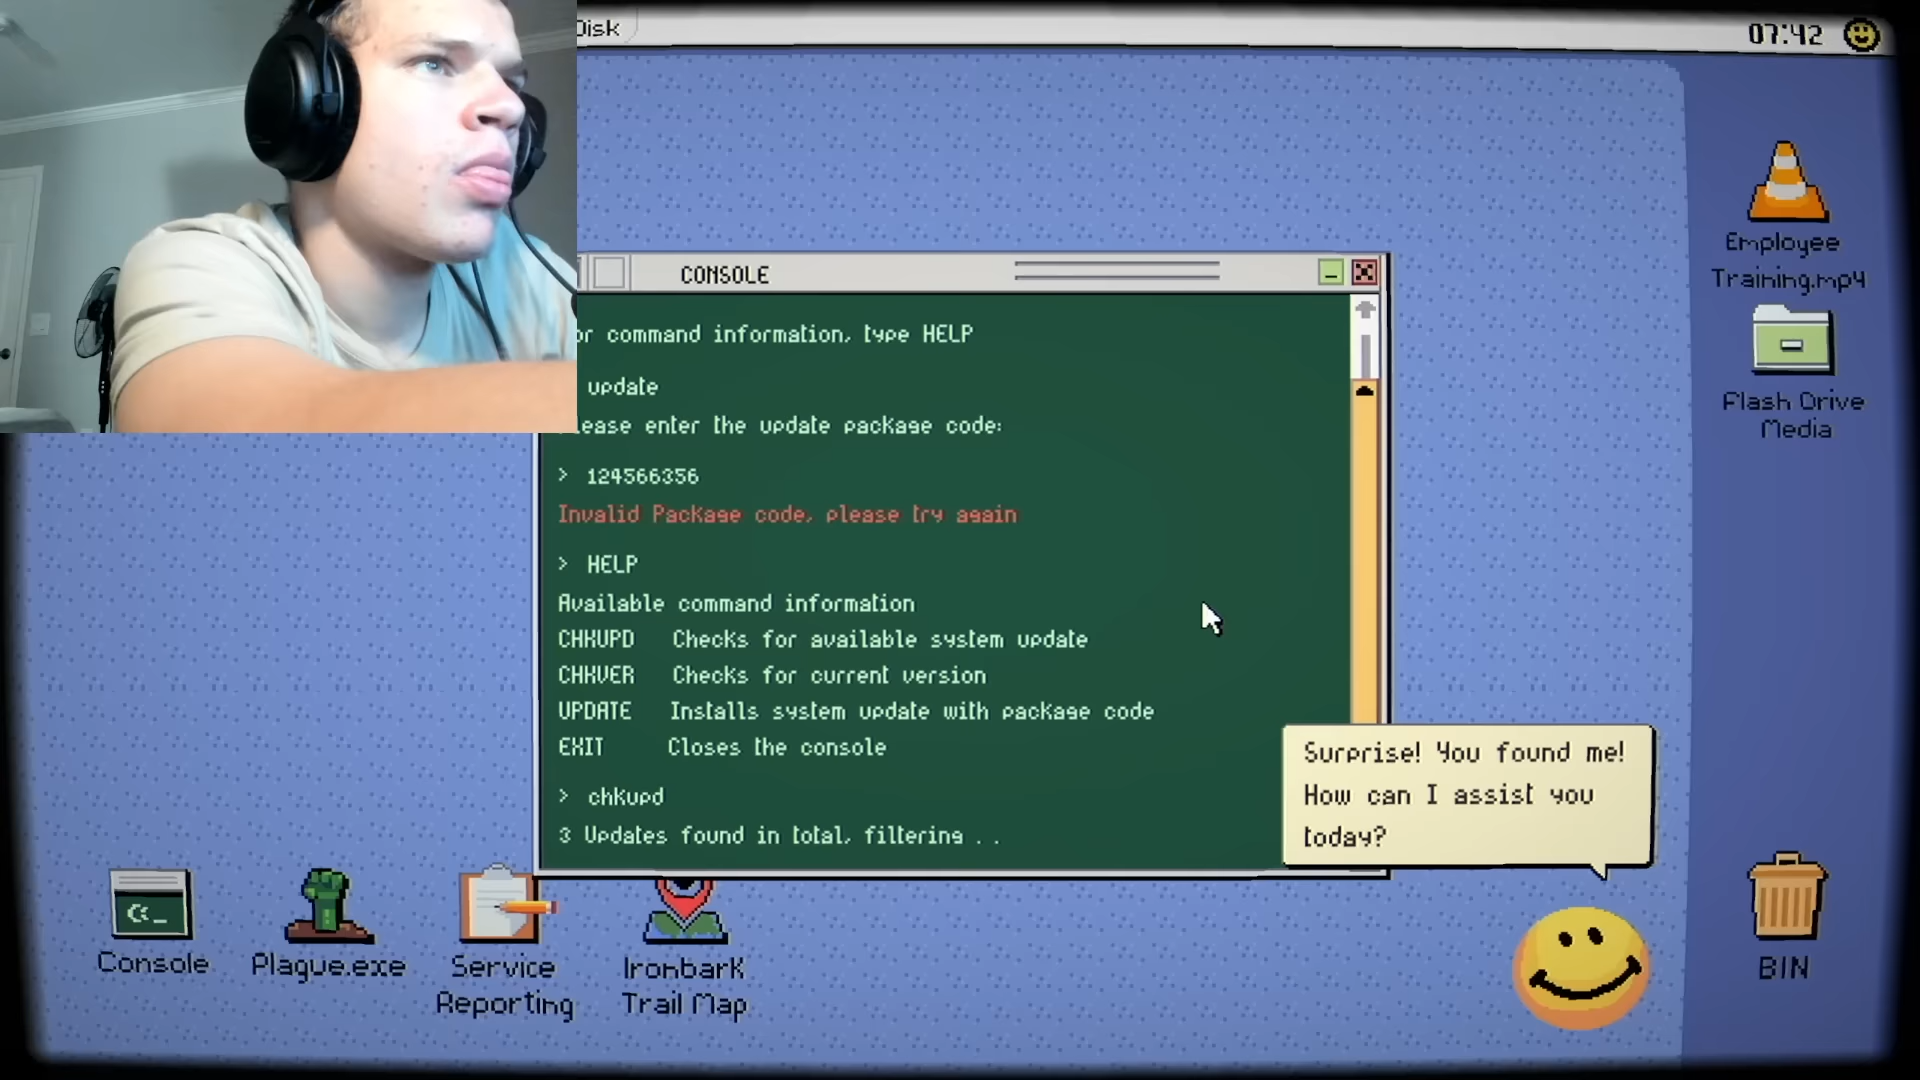 Disk
07:42
Employee
Training.mp4
Flash Drive
Media
CONSOLE
or command information, type HELP
update
lease enter the update package code:
> 124566356
Invalid Package code, please try again
> HELP
Available command information
CHKUPD Checks for available system update
CHKVER Checks for current version
UPDATE Installs system update with package code
EXIT Closes the console
> chkupd
3 Updates found in total, filtering . .
Surprise! You found me!
How can I assist you
today?
Console
Plague.exe
Service
Reporting
Ironbark
Trail Map
BIN